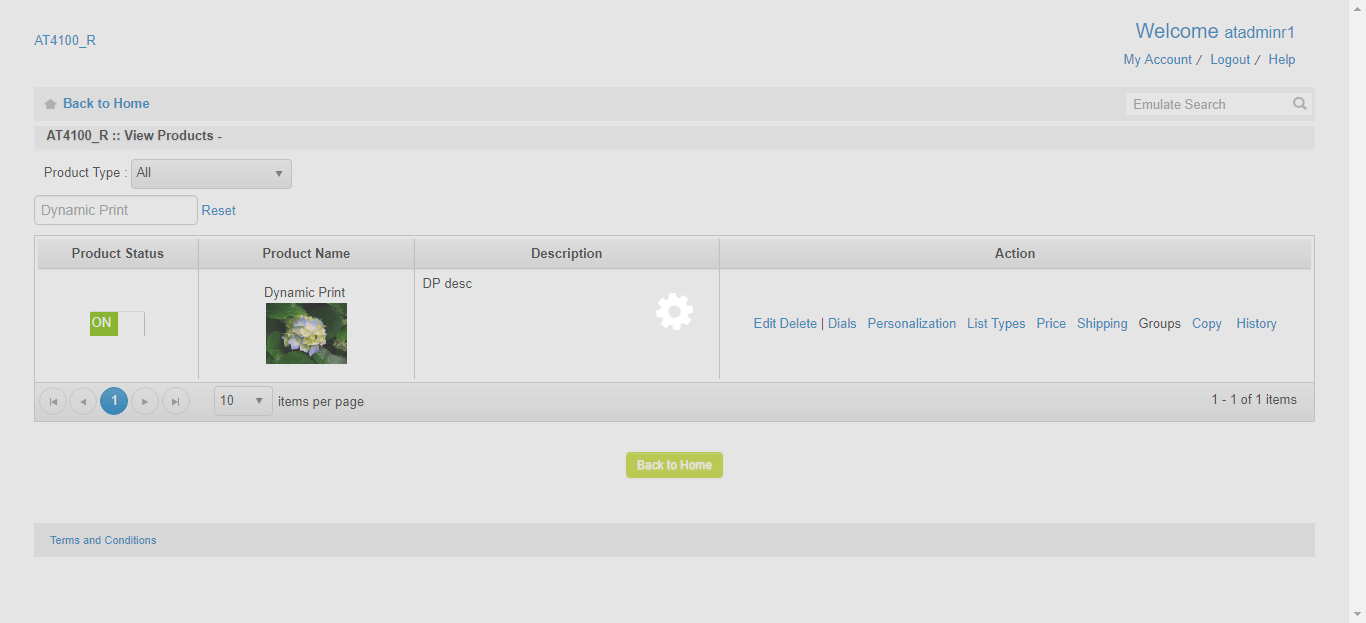 AT4100_R
Welcome atadminr1
My Account / Logout / Help
Back to Home
Emulate Search
AT4100_R :: View Products -
Product Type : All
Dynamic Print Reset
Product Status Product Name Description Action
ON
Dynamic Print
DP desc
Edit Delete | Dials Personalization List Types Price Shipping Groups Copy History
1 10 items per page 1 - 1 of 1 items
Back to Home
Terms and Conditions